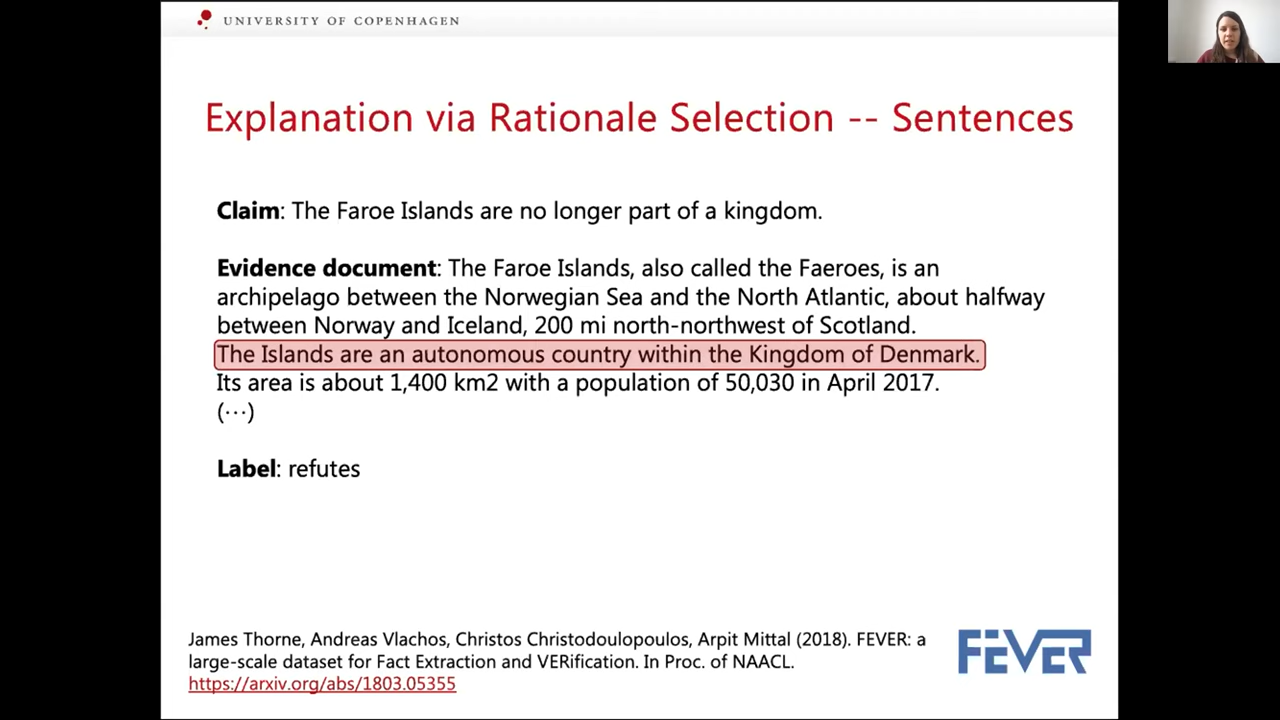 UNIVERSITY OF COPENHAGEN
Explanation via Rationale Selection -- Sentences
Claim: The Faroe Islands are no longer part of a kingdom.
Evidence document: The Faroe Islands, also called the Faeroes, is an
archipelago between the Norwegian Sea and the North Atlantic, about halfway
between Norway and Iceland, 200 mi north-northwest of Scotland.
The Islands are an autonomous country within the Kingdom of Denmark.
Its area is about 1,400 km2 with a population of 50,030 in April 2017.
(⋯)
Label: refutes
James Thorne, Andreas Vlachos, Christos Christodoulopoulos, Arpit Mittal (2018). FEVER: a
large-scale dataset for Fact Extraction and VERification. In Proc. of NAACL.
https://arxiv.org/abs/1803.05355
FEVER